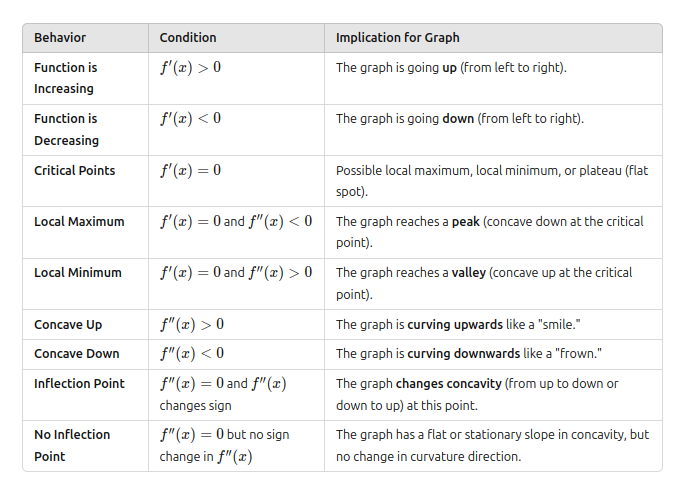 Behavior Condition Implication for Graph
Function is Increasing f′(x) > 0 The graph is going up (from left to right).
Function is Decreasing f′(x) < 0 The graph is going down (from left to right).
Critical Points f′(x) = 0 Possible local maximum, local minimum, or plateau (flat
spot).
Local Maximum f′(x) = 0 and f″(x) < 0 The graph reaches a peak (concave down at the critical
point).
Local Minimum f′(x) = 0 and f″(x) > 0 The graph reaches a valley (concave up at the critical
point).
Concave Up f″(x) > 0 The graph is curving upwards like a "smile."
Concave Down f″(x) < 0 The graph is curving downwards like a "frown."
Inflection Point f″(x) = 0 and f″(x)
changes sign The graph changes concavity (from up to down or
down to up) at this point.
No Inflection
Point f″(x) = 0 but no sign
change in f″(x) The graph has a flat or stationary slope in concavity, but
no change in curvature direction.